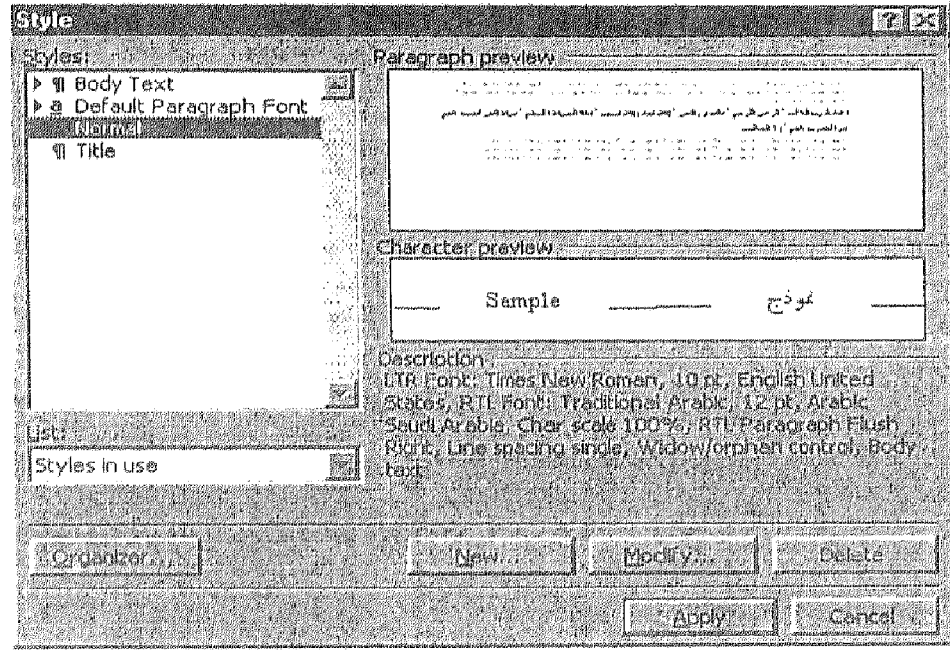 Style
Styles:
¶ Body Text
a Default Paragraph Font
¶ Normal
¶ Title
List:
Styles in use
Paragraph preview
Character preview
Sample نموذج
Description
LTR Font: Times New Roman, 10 pt, English United
States, RTL Font: Traditional Arabic, 12 pt, Arabic
Saudi Arabia, Char scale 100%, RTL Paragraph Flush
Right, Line spacing single, Widow/orphan control, Body
text
Organizer...
New...
Modify...
Delete
Apply
Cancel